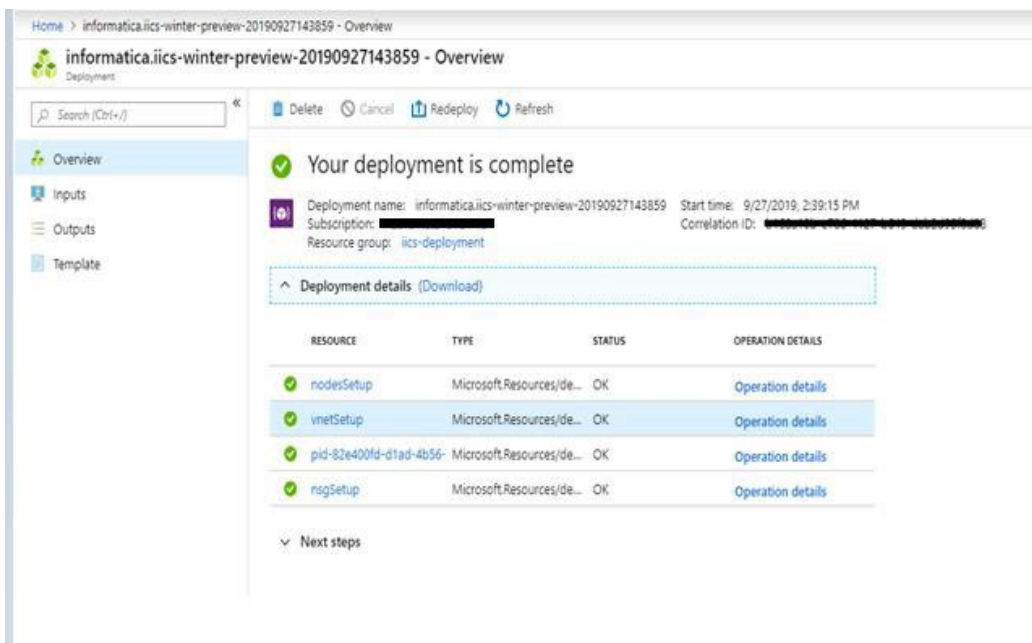 Home > informatica.iics-winter-preview-20190927143859 - Overview
informatica.iics-winter-preview-20190927143859 - Overview
Deployment
Search (Ctrl+/)
«
Delete Cancel Redeploy Refresh
Overview
Inputs
Outputs
Template
Your deployment is complete
Deployment name: informatica.iics-winter-preview-20190927143859 Start time: 9/27/2019, 2:39:15 PM
Subscription: Correlation ID:
Resource group: iics-deployment
Deployment details (Download)
RESOURCE TYPE STATUS OPERATION DETAILS
nodesSetup Microsoft.Resources/de... OK Operation details
vnetSetup Microsoft.Resources/de... OK Operation details
pid-82e400fd-d1ad-4b56- Microsoft.Resources/de... OK Operation details
nsgSetup Microsoft.Resources/de... OK Operation details
Next steps